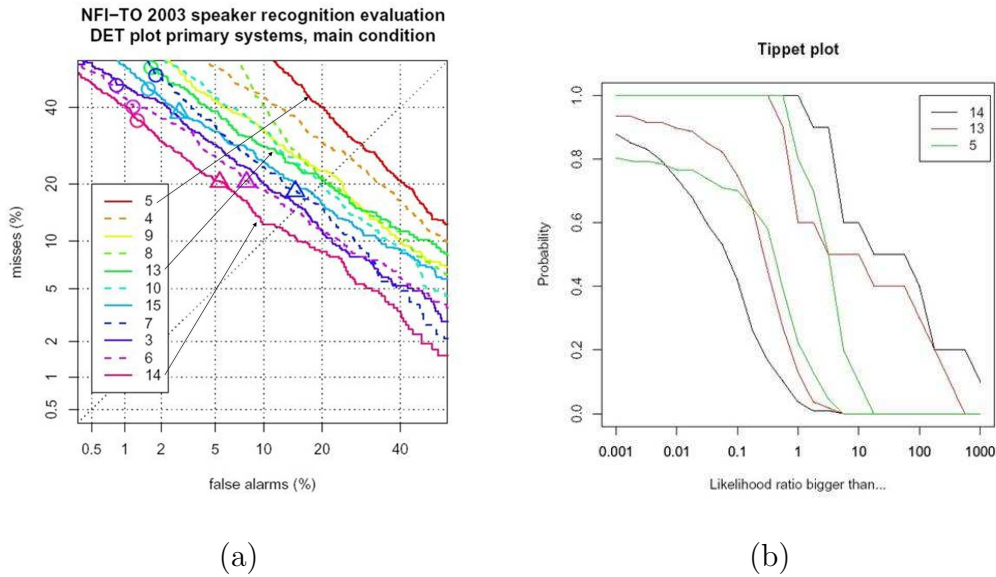 NFI-TO 2003 speaker recognition evaluation
DET plot primary systems, main condition
misses (%)
40
20
10
5
2
1
0.5
5
4
9
8
13
10
15
7
3
6
14
0.5 1 2 5 10 20 40
false alarms (%)
(a)
Tippet plot
Probability
1.0
0.8
0.6
0.4
0.2
0.0
14
13
5
0.001 0.01 0.1 1 10 100 1000
Likelihood ratio bigger than...
(b)